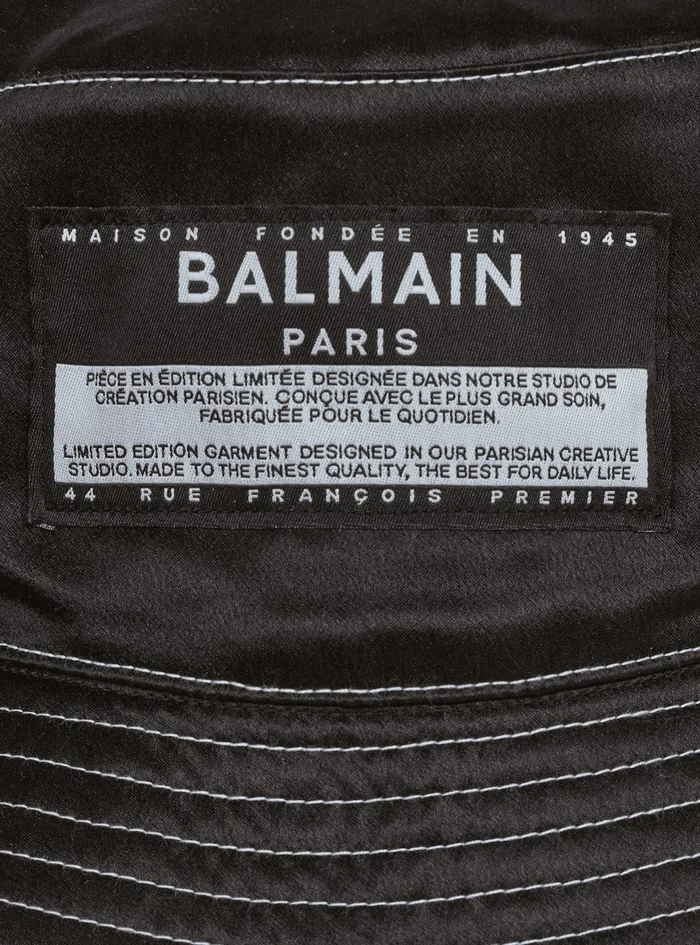 MAISON FONDÉE EN 1945
BALMAIN
PARIS
PIÈCE EN ÉDITION LIMITÉE DESIGNÉE DANS NOTRE STUDIO DE
CRÉATION PARISIEN. CONÇUE AVEC LE PLUS GRAND SOIN,
FABRIQUÉE POUR LE QUOTIDIEN.
LIMITED EDITION GARMENT DESIGNED IN OUR PARISIAN CREATIVE
STUDIO. MADE TO THE FINEST QUALITY, THE BEST FOR DAILY LIFE.
44 RUE FRANÇOIS PREMIER